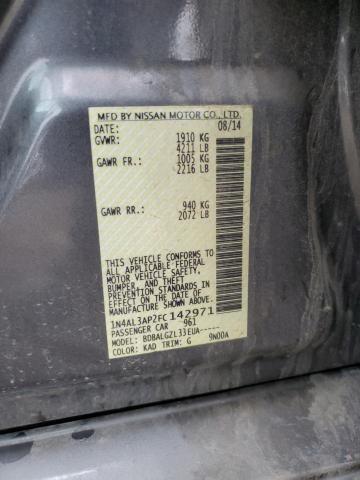 MFD BY NISSAN MOTOR CO., LTD.
DATE: 08/14
GVWR: 1910 KG
4211 LB
GAWR FR.: 1005 KG
2216 LB
GAWR RR.: 940 KG
2072 LB
THIS VEHICLE CONFORMS TO
ALL APPLICABLE FEDERAL
MOTOR VEHICLE SAFETY,
BUMPER, AND THEFT
PREVENTION STANDARDS IN
EFFECT ON THE DATE OF
MANUFACTURE SHOWN ABOVE.
1N4AL3AP2FC142971
PASSENGER CAR 961
MODEL: BDBALGZL33EUA-----
COLOR: KAD TRIM: G 9N00A